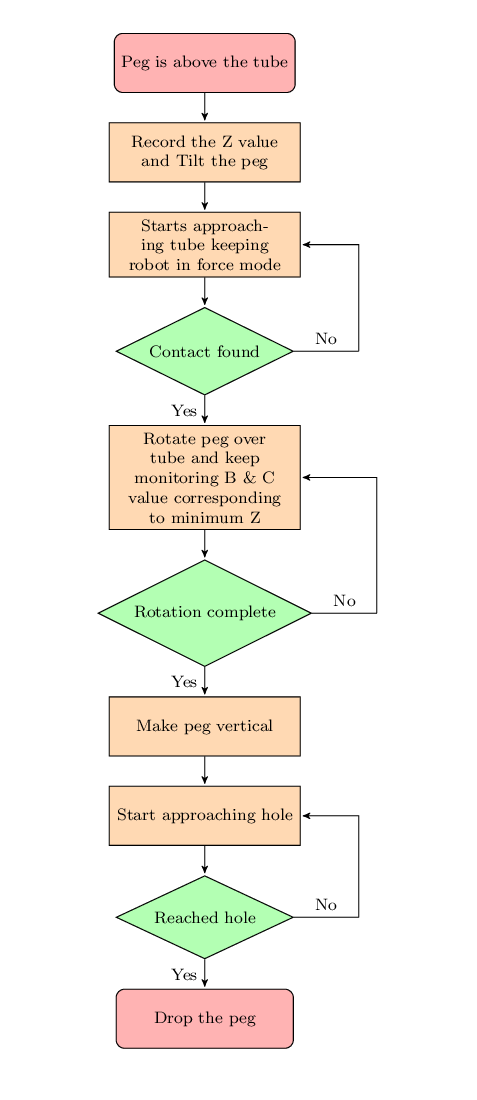 Peg is above the tube
Record the Z value
and Tilt the peg
Starts approach-
ing tube keeping
robot in force mode
No
Contact found
Yes
Rotate peg over
tube and keep
monitoring B & C
value corresponding
to minimum Z
No
Rotation complete
Yes
Make peg vertical
Start approaching hole
No
Reached hole
Yes
Drop the peg